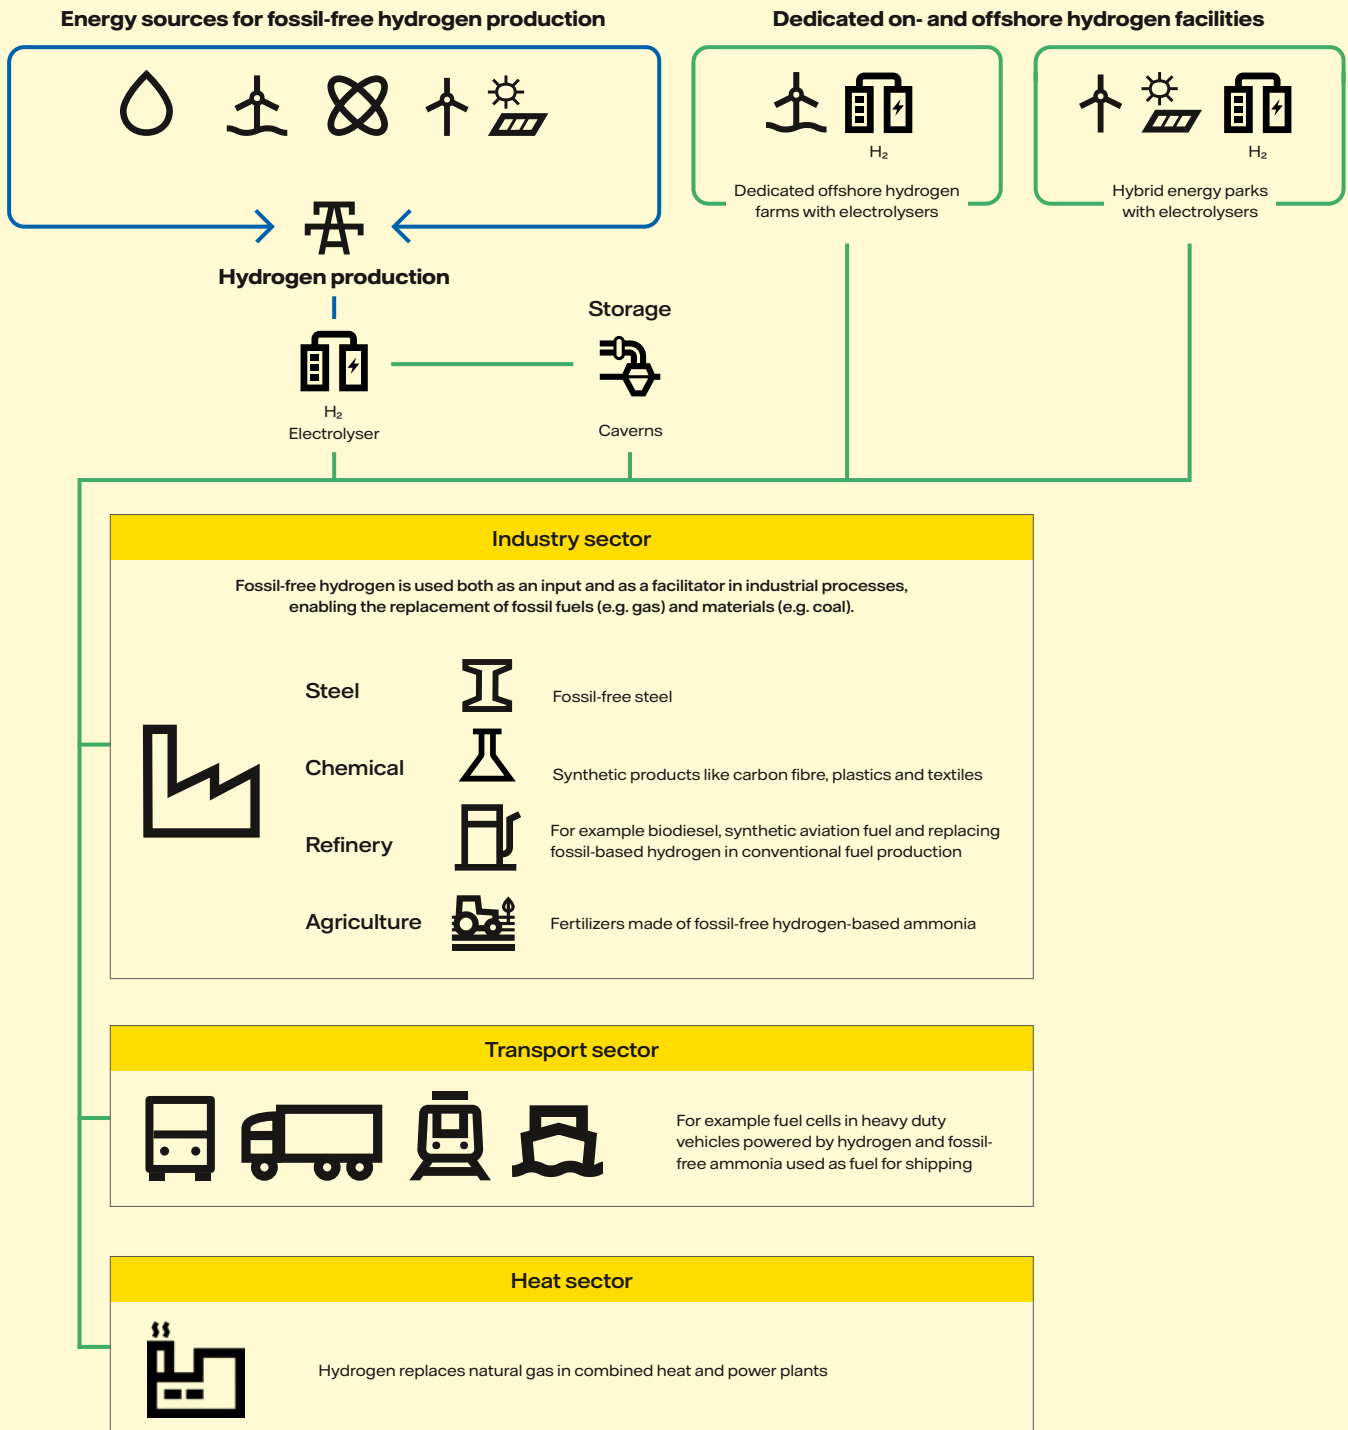 Energy sources for fossil-free hydrogen production
Dedicated on- and offshore hydrogen facilities
H₂
Dedicated offshore hydrogen
farms with electrolysers
H₂
Hybrid energy parks
with electrolysers
Hydrogen production
Storage
H₂
Electrolyser
Caverns
Industry sector
Fossil-free hydrogen is used both as an input and as a facilitator in industrial processes,
enabling the replacement of fossil fuels (e.g. gas) and materials (e.g. coal).
Steel
Fossil-free steel
Chemical
Synthetic products like carbon fibre, plastics and textiles
Refinery
For example biodiesel, synthetic aviation fuel and replacing
fossil-based hydrogen in conventional fuel production
Agriculture
Fertilizers made of fossil-free hydrogen-based ammonia
Transport sector
For example fuel cells in heavy duty
vehicles powered by hydrogen and fossil-
free ammonia used as fuel for shipping
Heat sector
Hydrogen replaces natural gas in combined heat and power plants